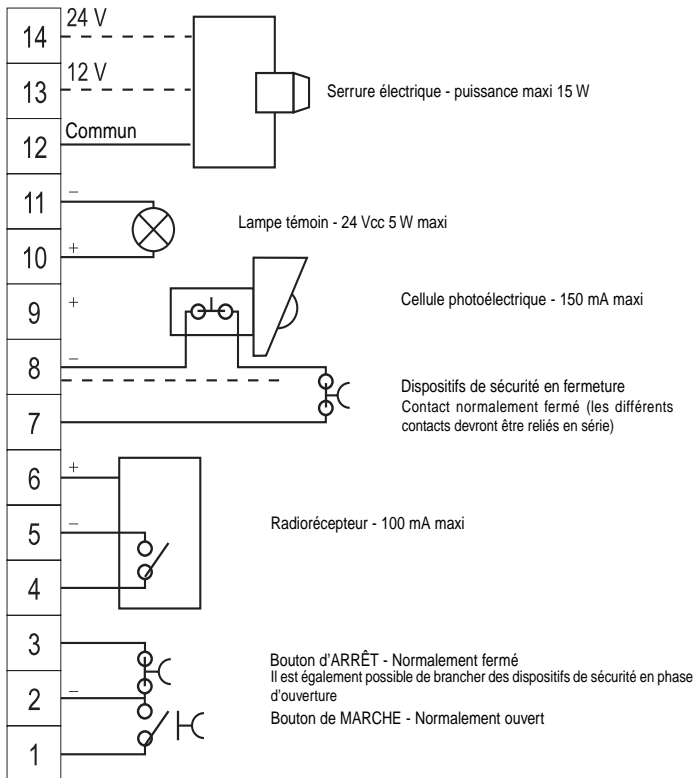 14 24 V
13 12 V
Serrure électrique - puissance maxi 15 W
12 Commun
11 –
Lampe témoin - 24 Vcc 5 W maxi
10 +
9 +
Cellule photoélectrique - 150 mA maxi
8 –
Dispositifs de sécurité en fermeture
Contact normalement fermé (les différents
contacts devront être reliés en série)
7
6 +
5 –
Radiorécepteur - 100 mA maxi
4
3
Bouton d'ARRÊT - Normalement fermé
Il est également possible de brancher des dispositifs de sécurité en phase
d'ouverture
2 –
Bouton de MARCHE - Normalement ouvert
1